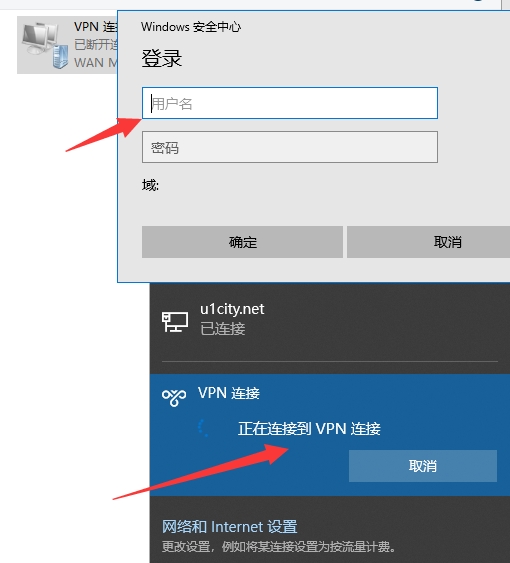 VPN 连
已断开连
WAN M
Windows 安全中心
登录
用户名
密码
域:
确定
取消
u1city.net
已连接
VPN 连接
正在连接到 VPN 连接
取消
网络和 Internet 设置
更改设置，例如将某连接设置为按流量计费。